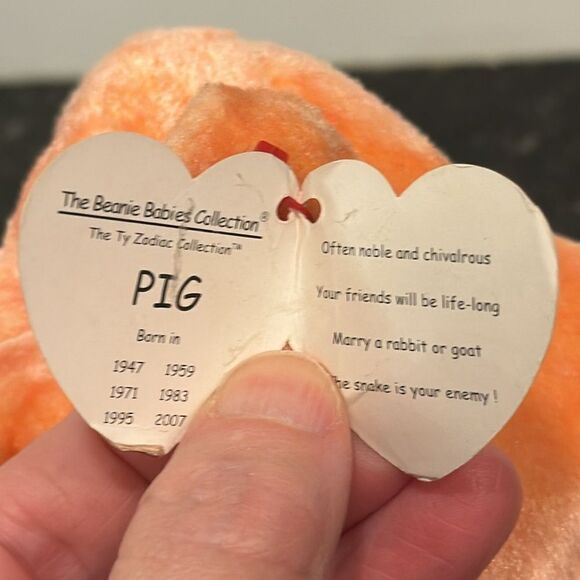 The Beanie Babies Collection®
The Ty Zodiac Collection™
PIG
Born in
1947 1959
1971 1983
1995 2007
Often noble and chivalrous
Your friends will be life-long
Marry a rabbit or goat
The snake is your enemy !